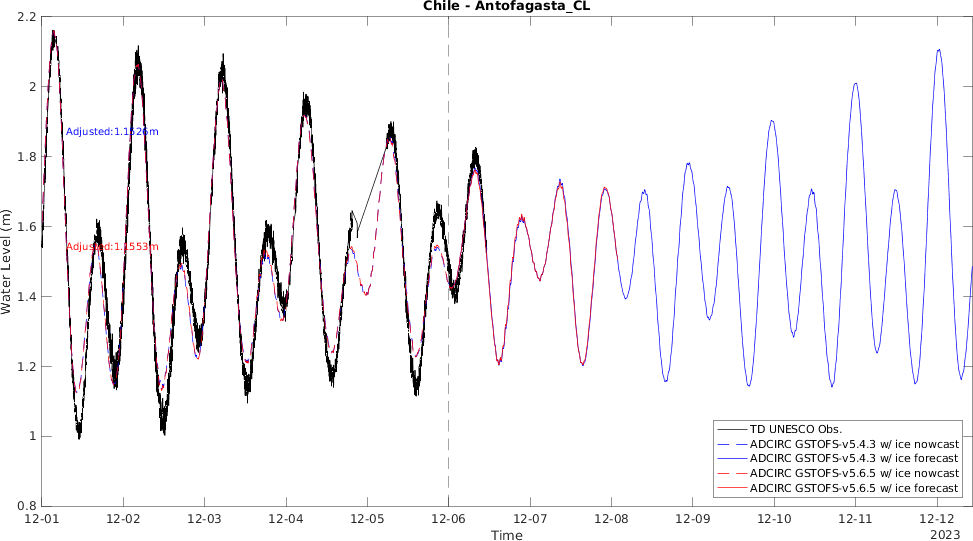 Chile - Antofagasta_CL
2.2
2
1.8
1.6
1.4
1.2
1
0.8
Water Level (m)
Adjusted:1.1526m
Adjusted:1.1553m
TD UNESCO Obs.
ADCIRC GSTOFS-v5.4.3 w/ ice nowcast
ADCIRC GSTOFS-v5.4.3 w/ ice forecast
ADCIRC GSTOFS-v5.6.5 w/ ice nowcast
ADCIRC GSTOFS-v5.6.5 w/ ice forecast
12-01 12-02 12-03 12-04 12-05 12-06 12-07 12-08 12-09 12-10 12-11 12-12
Time
2023